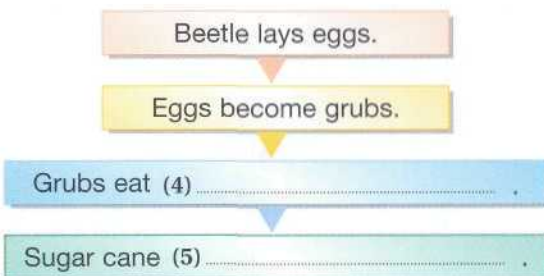 Beetle lays eggs.
Eggs become grubs.
Grubs eat (4) ........................................ .
Sugar cane (5) ........................................ .